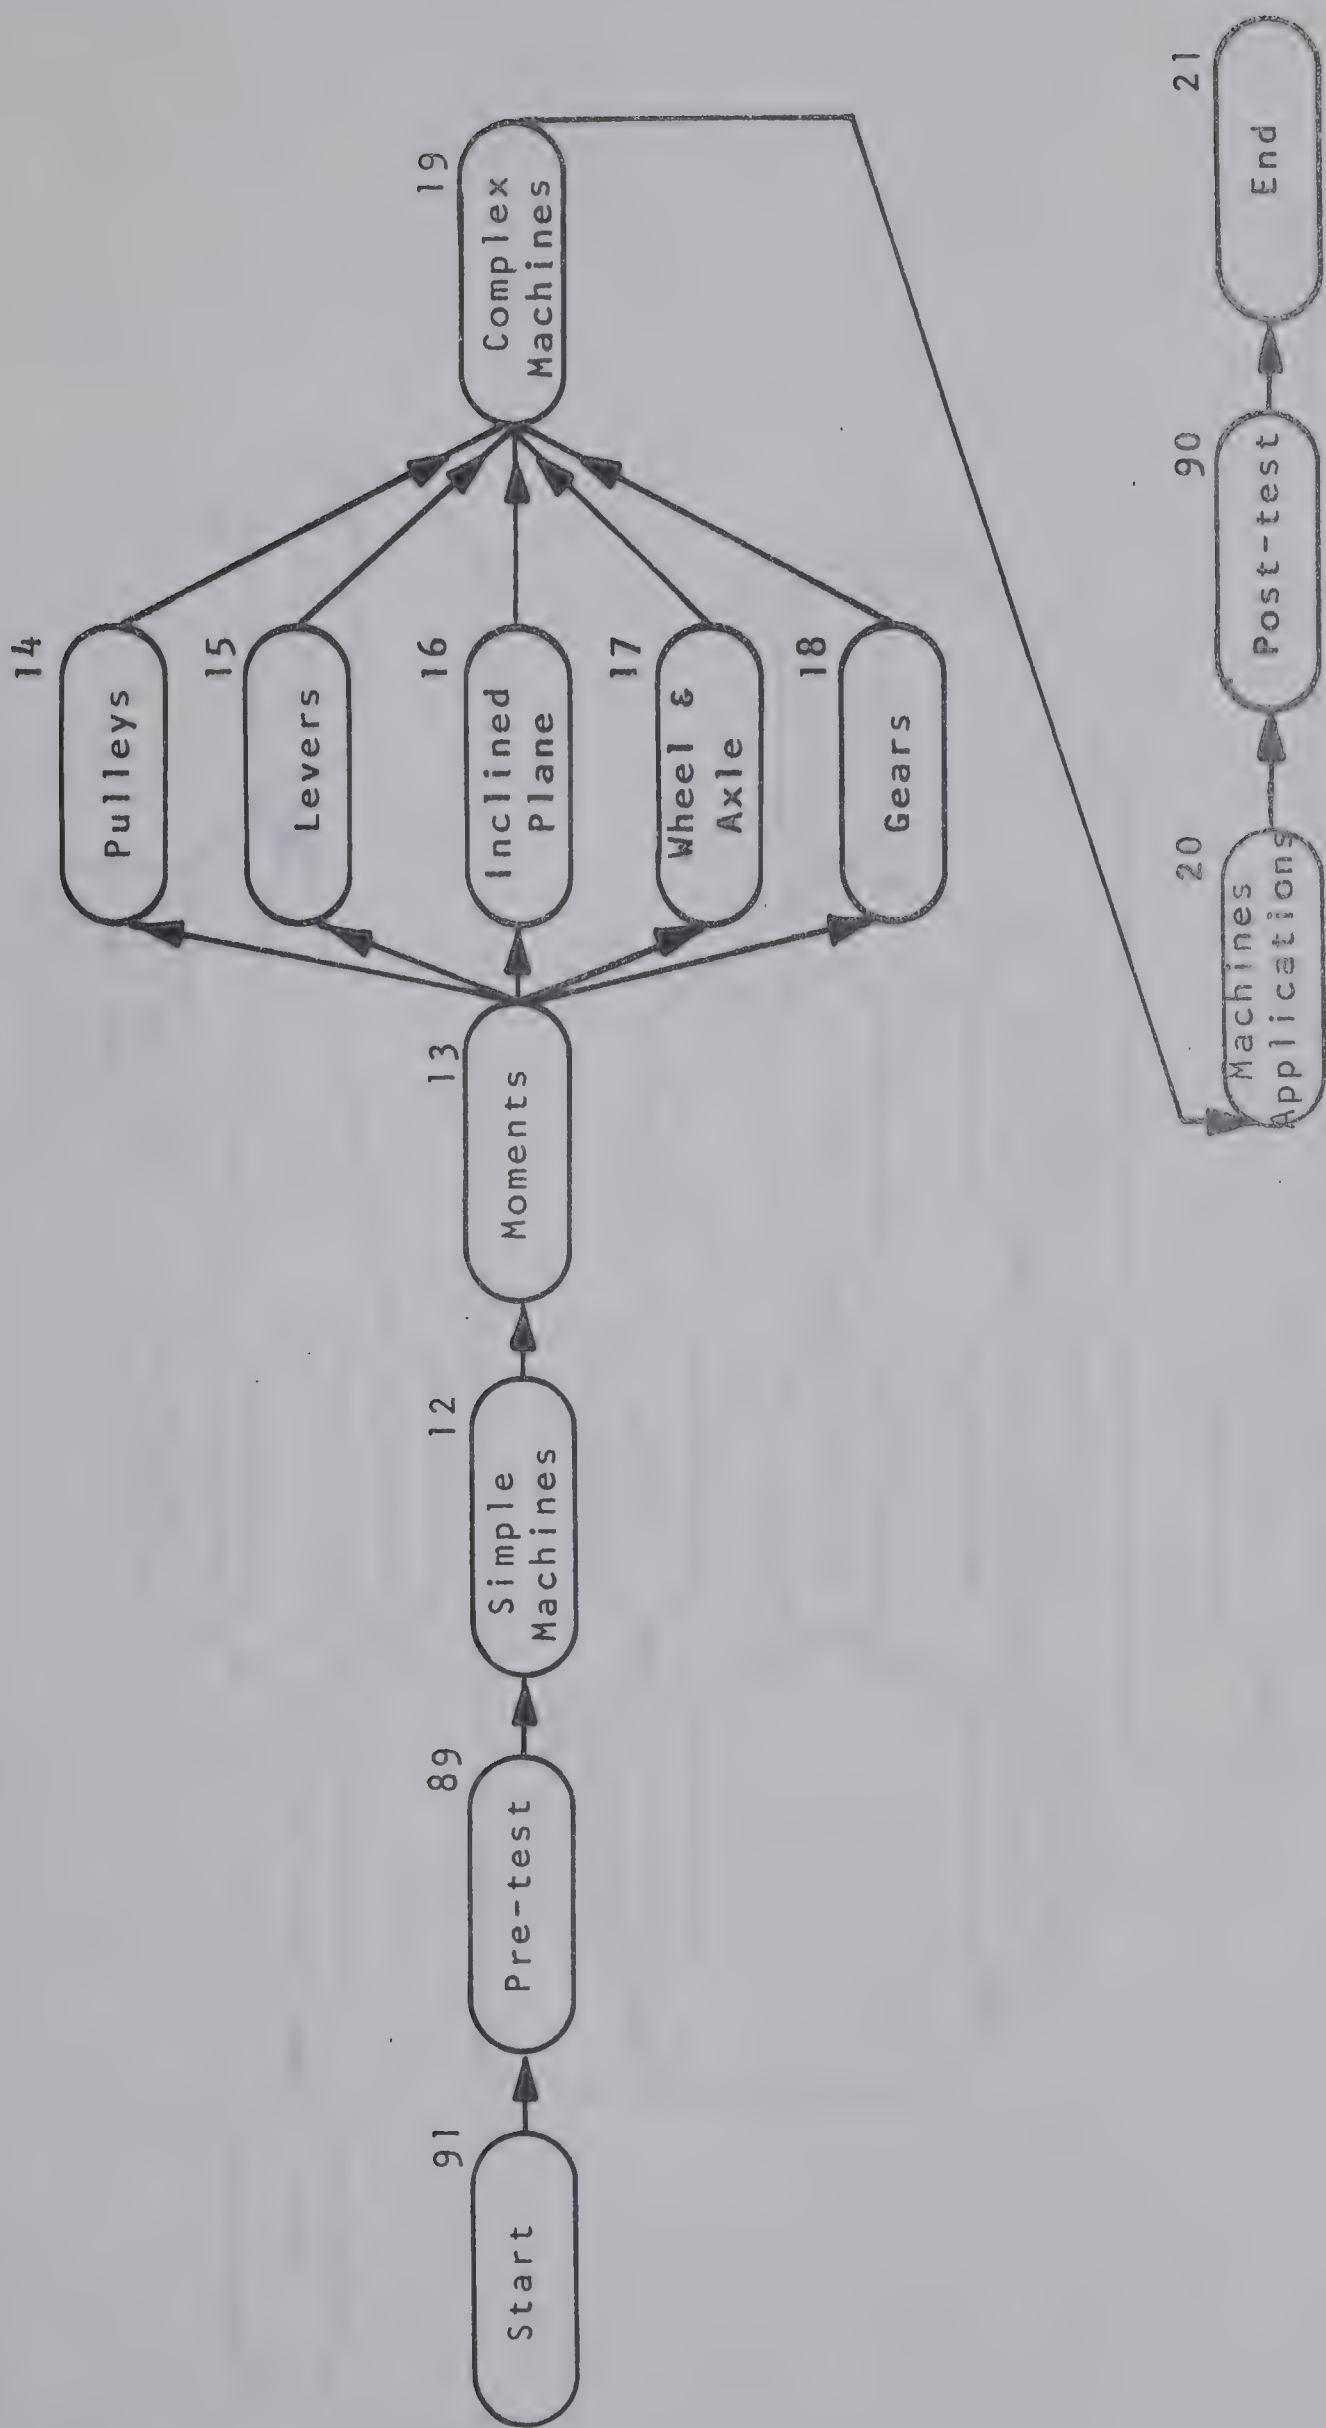 91
Start
89
Pre-test
12
Simple
Machines
13
Moments
14
Pulleys
15
Levers
16
Inclined
Plane
17
Wheel &
Axle
18
Gears
19
Complex
Machines
20
Machines
Applications
90
Post-test
21
End